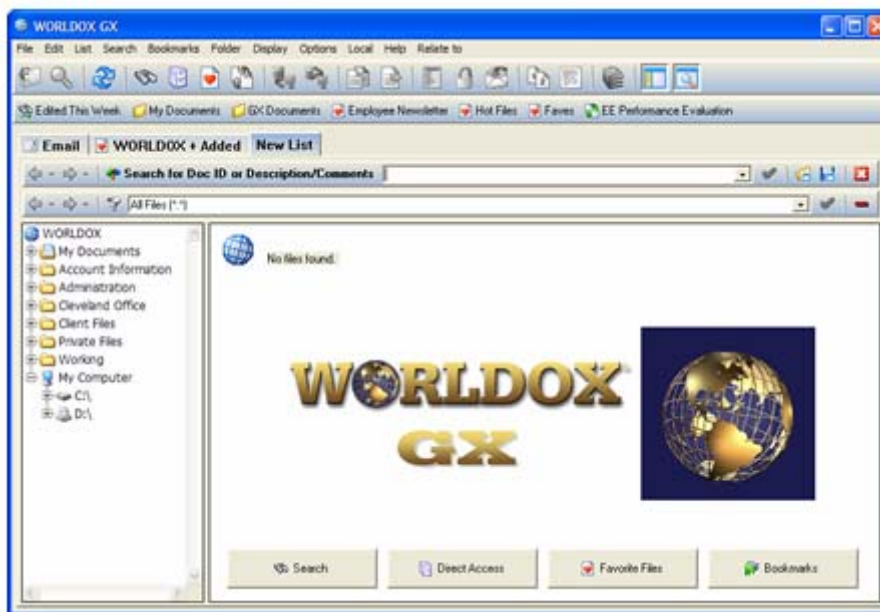 WORLDOX GX
File Edit List Search Bookmarks Folder Display Options Local Help Relate to
Edited This Week My Documents GX Documents Employee Newsletter Hot Files Faves EE Performance Evaluation
Email WORLDOX + Added New List
Search for Doc ID or Description/Comments
All Files (*.*)
WORLDOX
My Documents
Account Information
Administration
Cleveland Office
Client Files
Private Files
Working
My Computer
C:\
D:\
No files found.
WORLDOX
GX
Search Direct Access Favorite Files Bookmarks